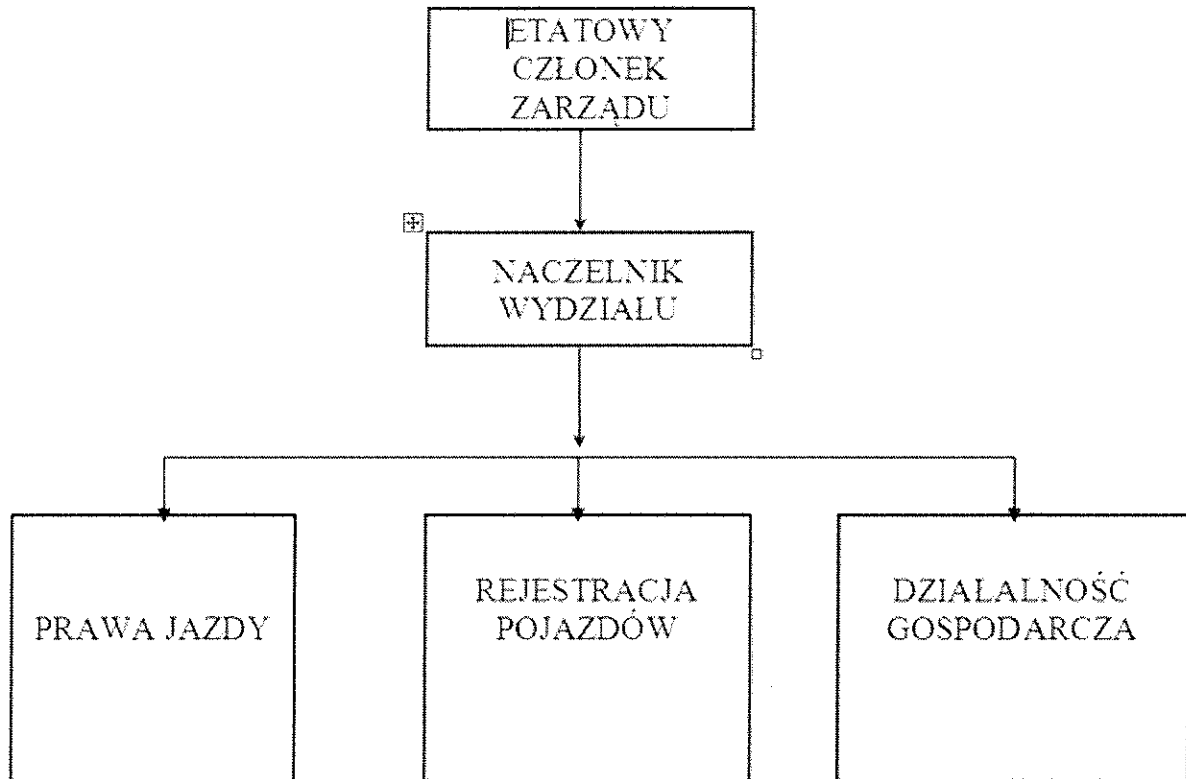 ETATOWY
CZŁONEK
ZARZĄDU
NACZELNIK
WYDZIAŁU
PRAWA JAZDY
REJESTRACJA
POJAZDÓW
DZIAŁALNOŚĆ
GOSPODARCZA